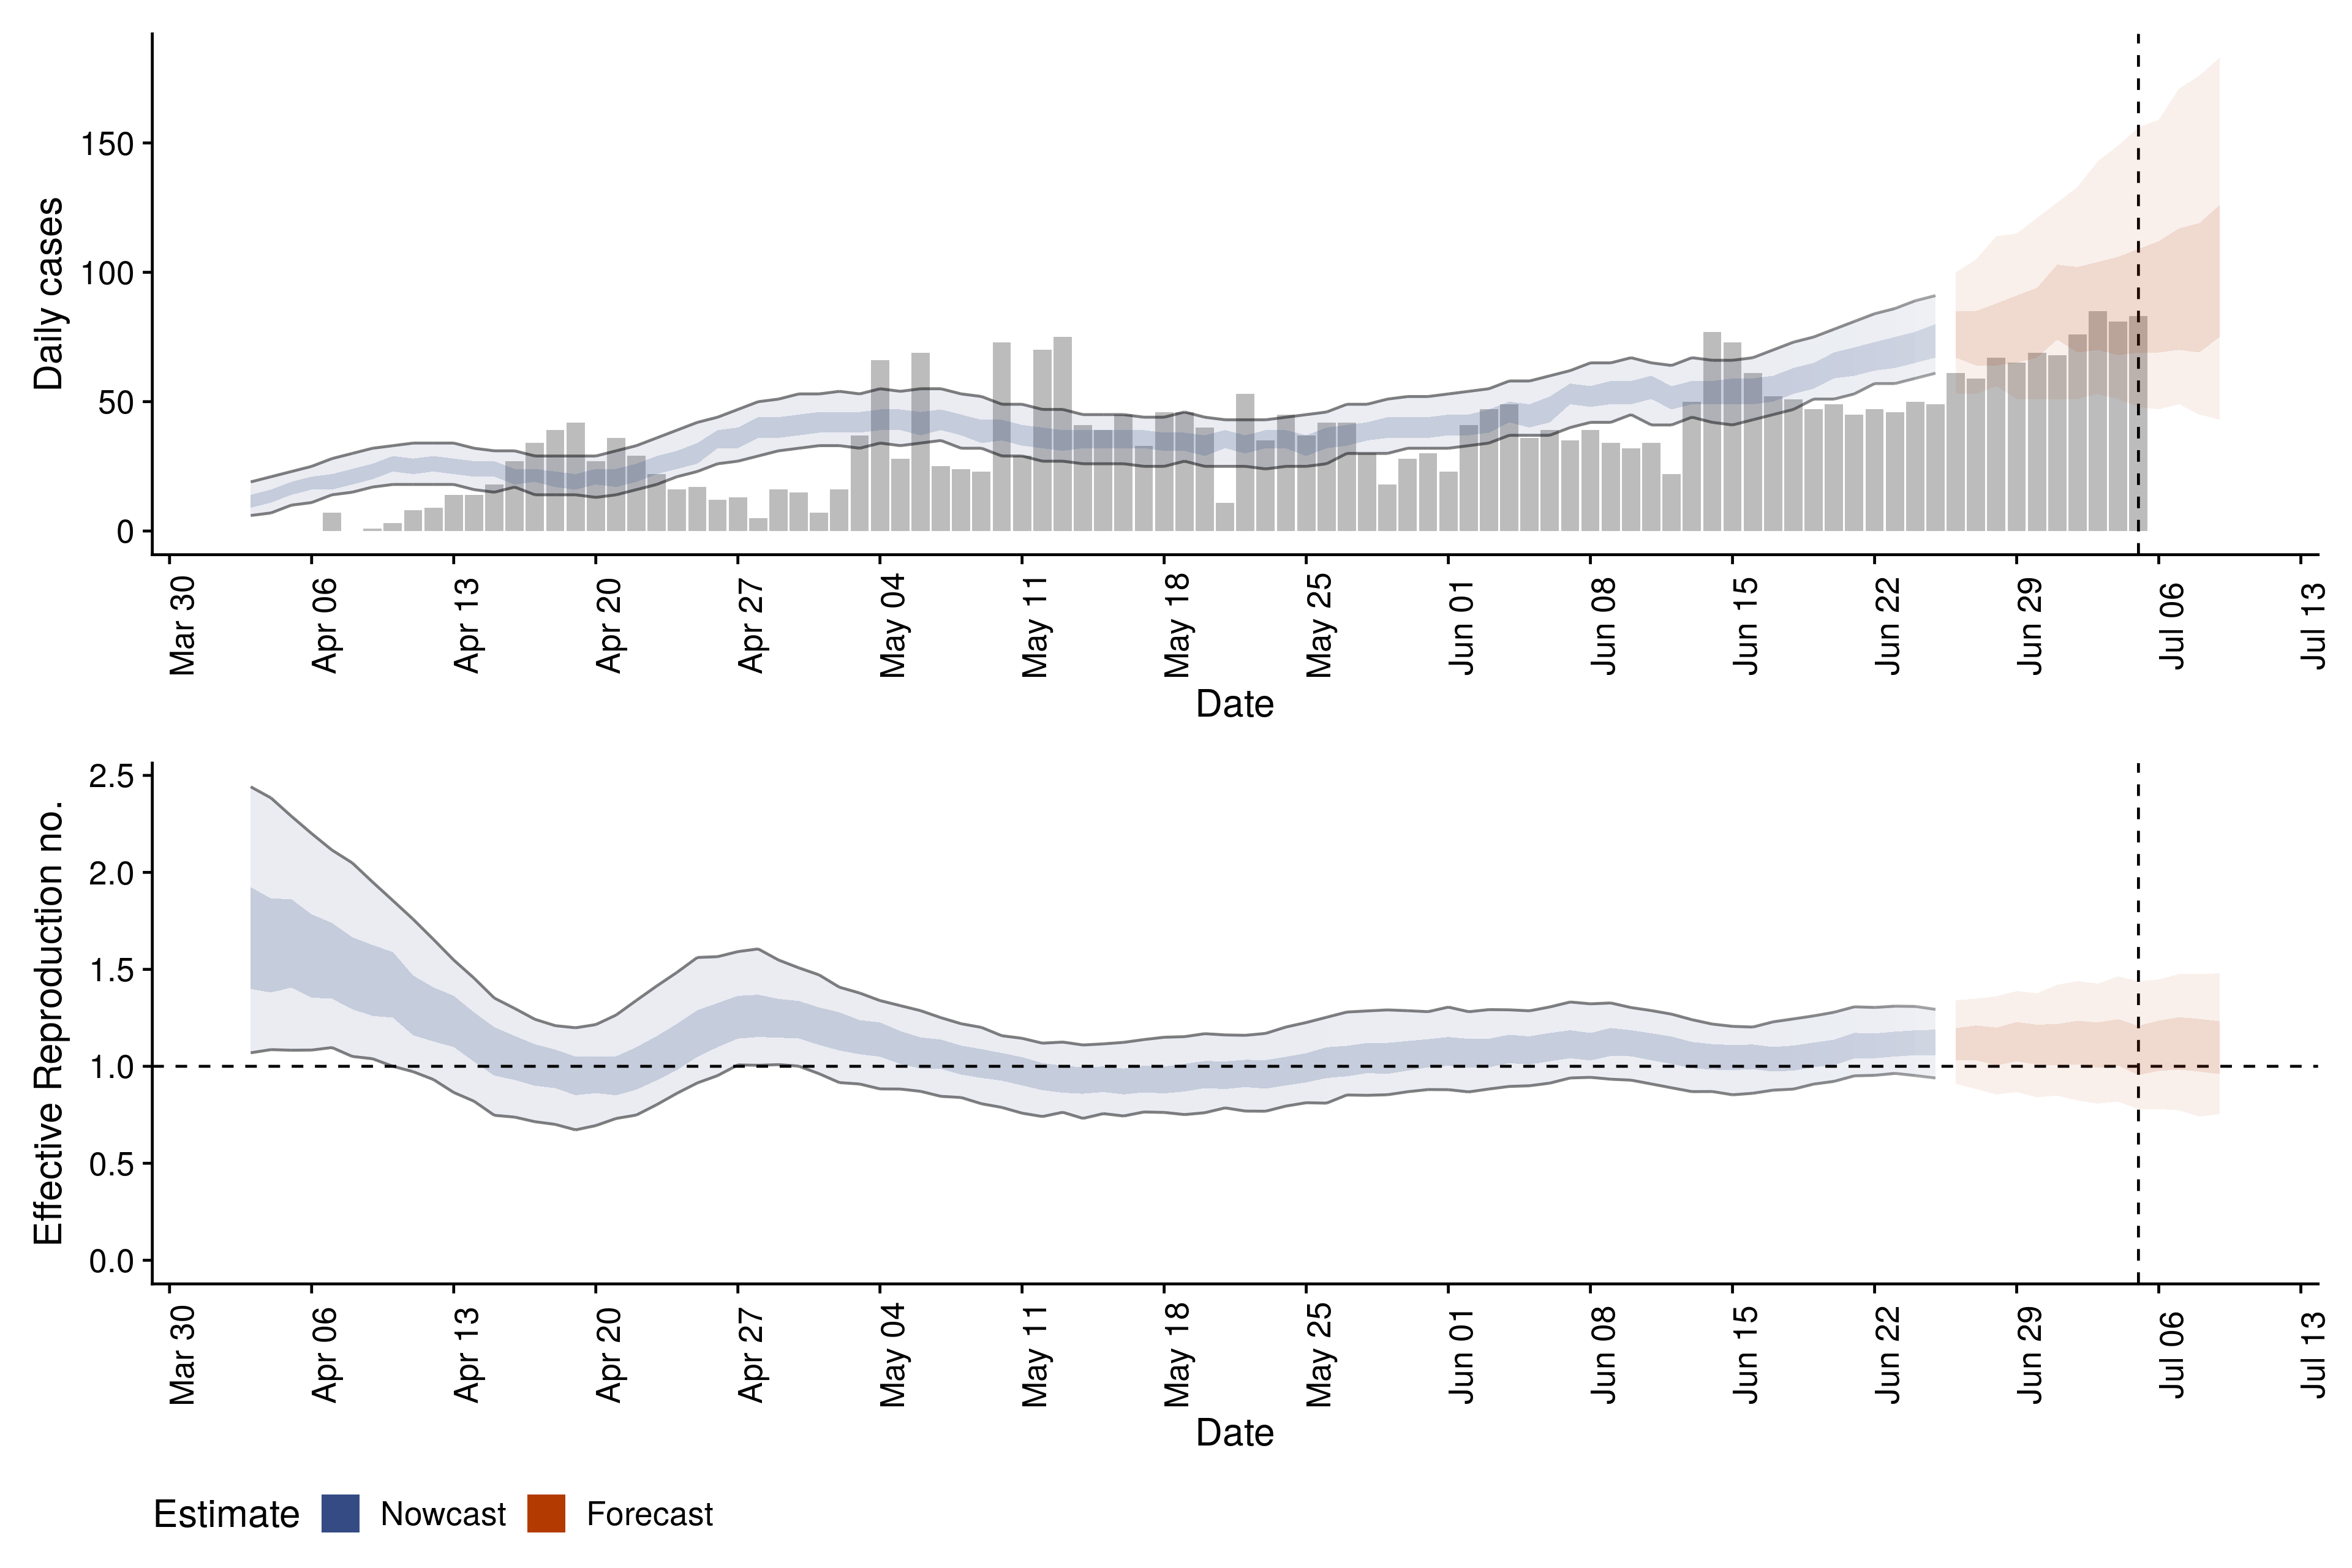 Daily cases
150
100
50
0
Mar 30
Apr 06
Apr 13
Apr 20
Apr 27
May 04
May 11
May 18
May 25
Jun 01
Jun 08
Jun 15
Jun 22
Jun 29
Jul 06
Jul 13
Date
Effective Reproduction no.
2.5
2.0
1.5
1.0
0.5
0.0
Mar 30
Apr 06
Apr 13
Apr 20
Apr 27
May 04
May 11
May 18
May 25
Jun 01
Jun 08
Jun 15
Jun 22
Jun 29
Jul 06
Jul 13
Date
Estimate Nowcast Forecast